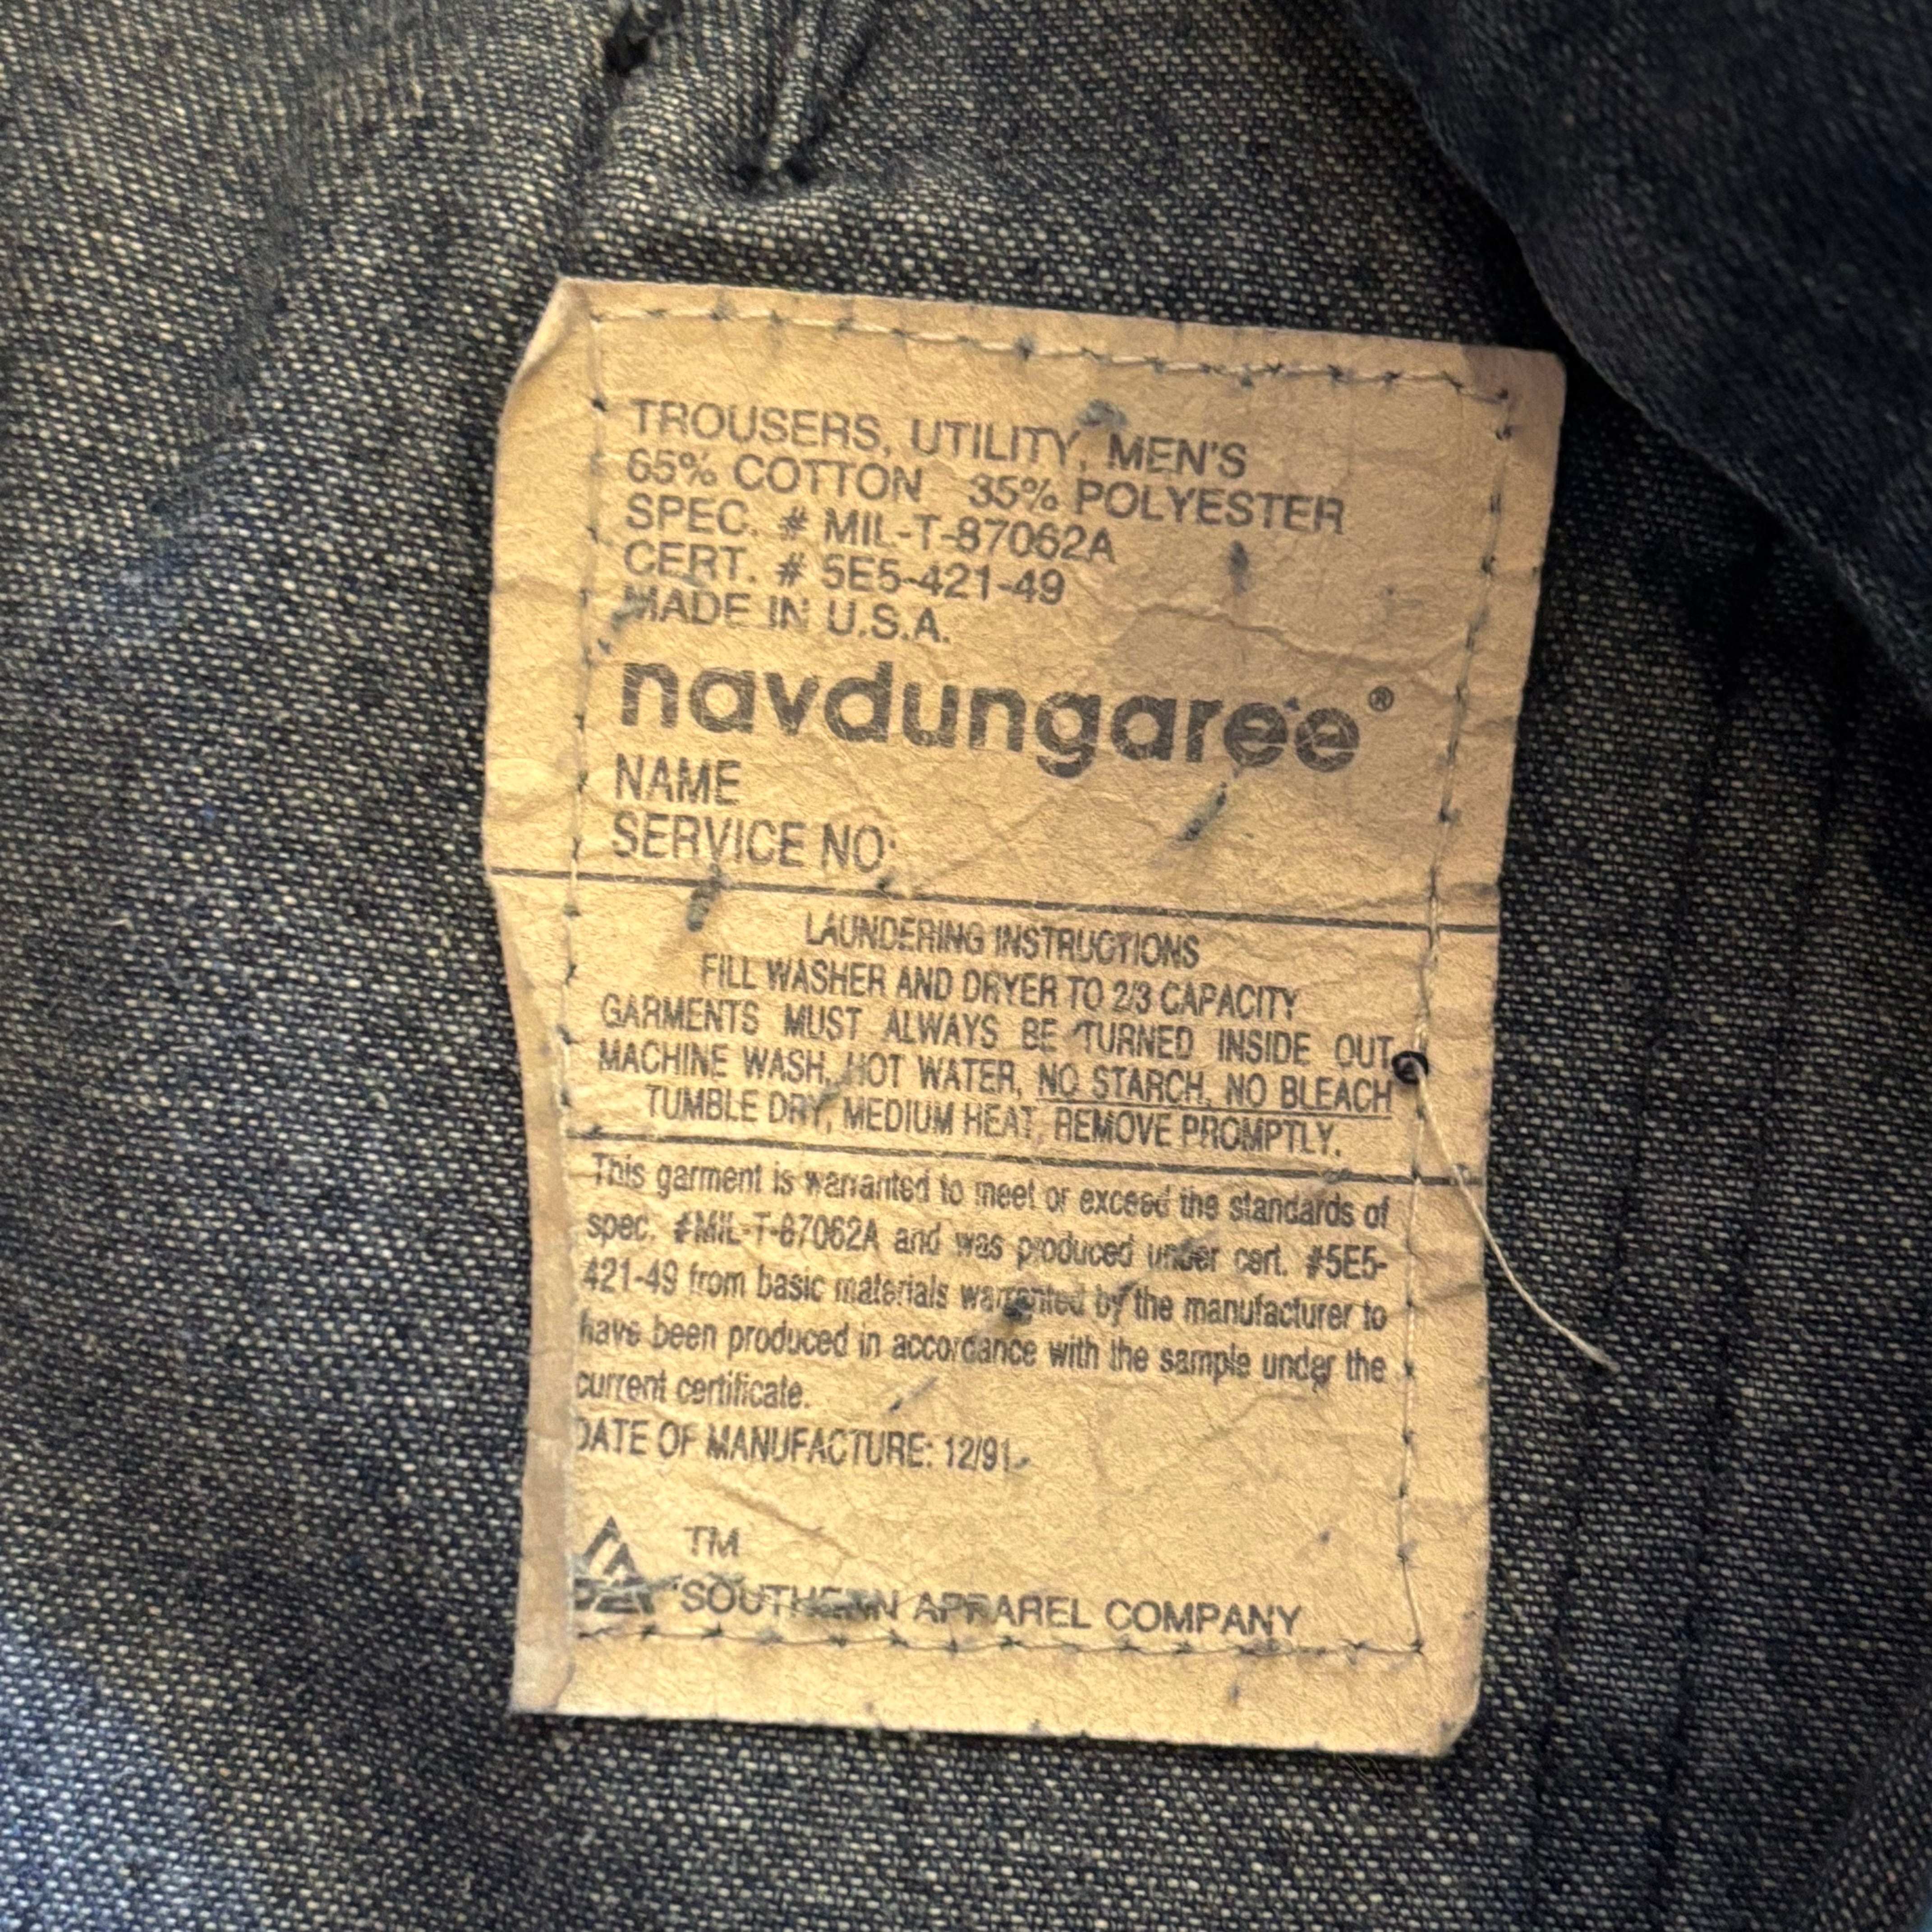 TROUSERS, UTILITY, MEN'S
65% COTTON 35% POLYESTER
SPEC. # MIL-T-87062A
CERT. # 5E5-421-49
MADE IN U.S.A.
navdungaree®
NAME
SERVICE NO:
LAUNDERING INSTRUCTIONS
FILL WASHER AND DRYER TO 2/3 CAPACITY
GARMENTS MUST ALWAYS BE TURNED INSIDE OUT
MACHINE WASH, HOT WATER, NO STARCH, NO BLEACH
TUMBLE DRY, MEDIUM HEAT, REMOVE PROMPTLY.
This garment is warranted to meet or exceed the standards of
spec. #MIL-T-87062A and was produced under cert. #5E5-
421-49 from basic materials warranted by the manufacturer to
have been produced in accordance with the sample under the
current certificate.
DATE OF MANUFACTURE: 12/91
TM
SOUTHERN APPAREL COMPANY